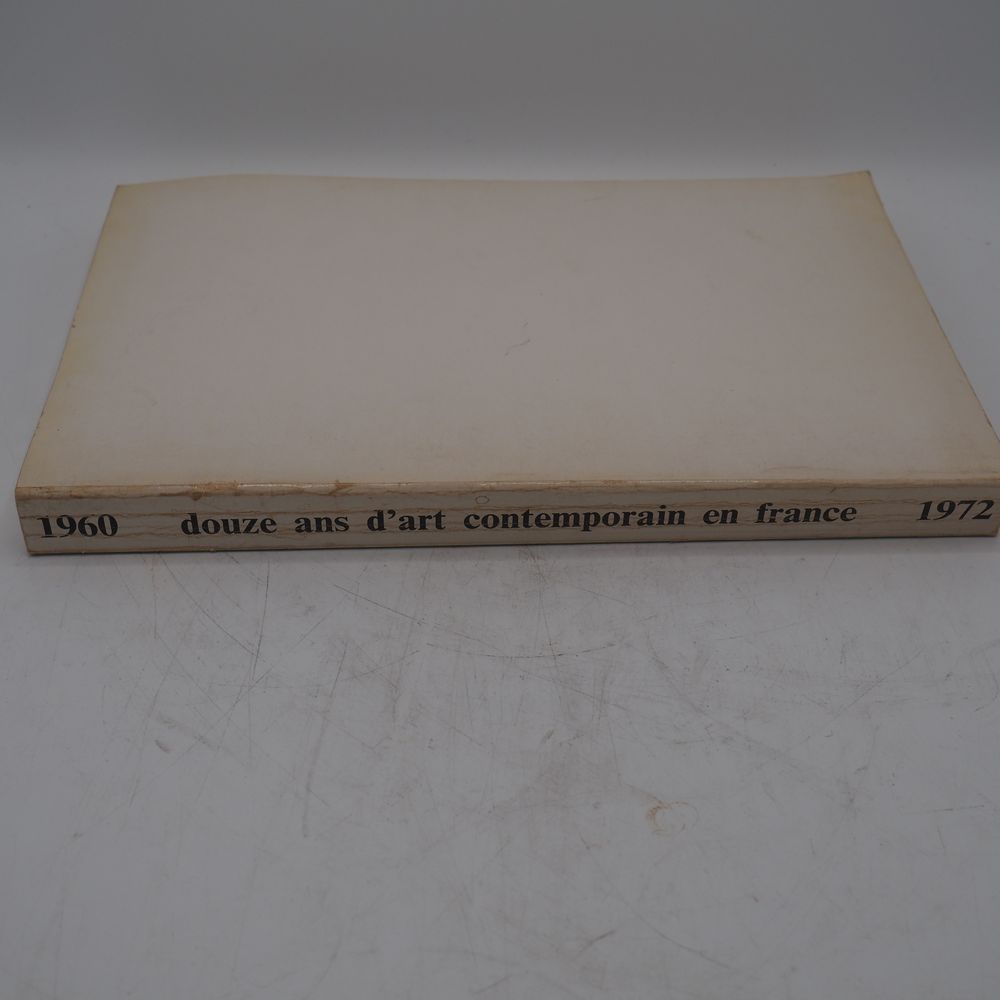 1960 douze ans d'art contemporain en france 1972